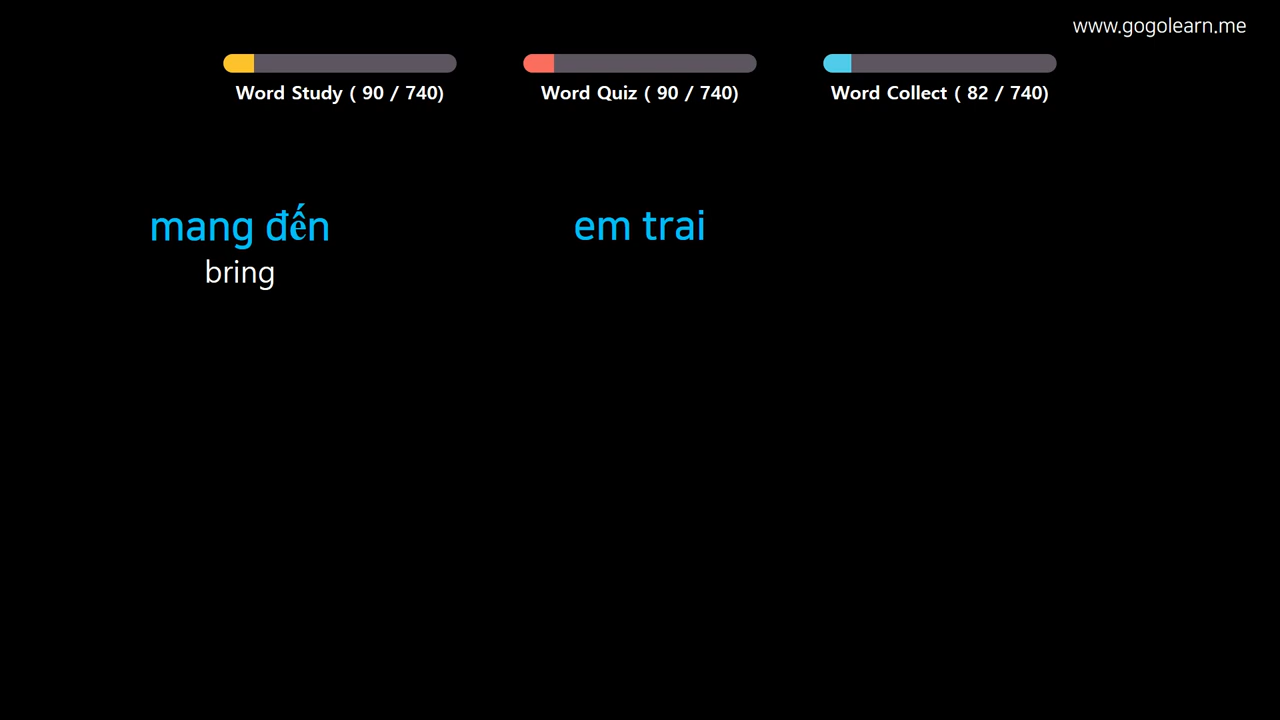 www.gogolearn.me
Word Study ( 90 / 740)
Word Quiz ( 90 / 740)
Word Collect ( 82 / 740)
mang đến
bring
em trai